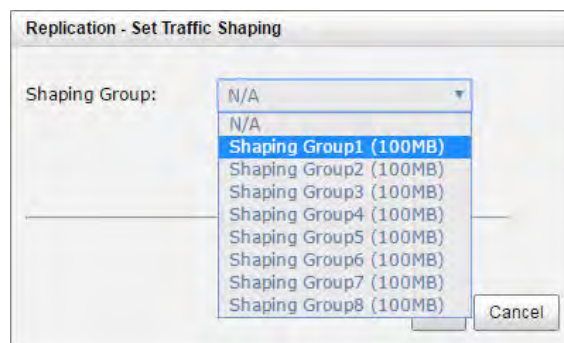 Replication - Set Traffic Shaping
Shaping Group:
N/A
N/A
Shaping Group1 (100MB)
Shaping Group2 (100MB)
Shaping Group3 (100MB)
Shaping Group4 (100MB)
Shaping Group5 (100MB)
Shaping Group6 (100MB)
Shaping Group7 (100MB)
Shaping Group8 (100MB)
Cancel